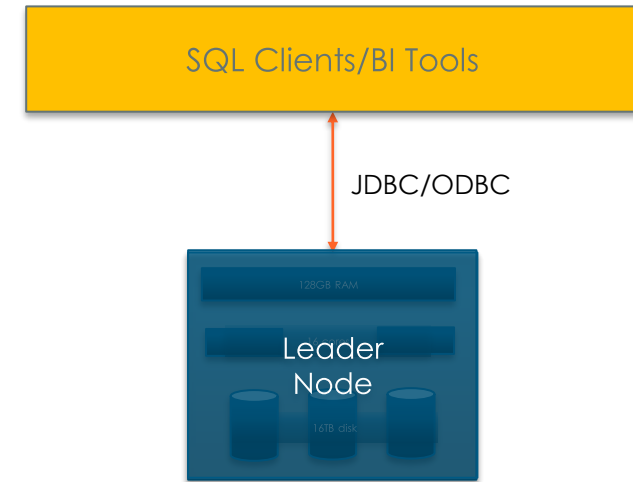 SQL Clients/BI Tools
JDBC/ODBC
128GB RAM
Leader
Node
16TB disk